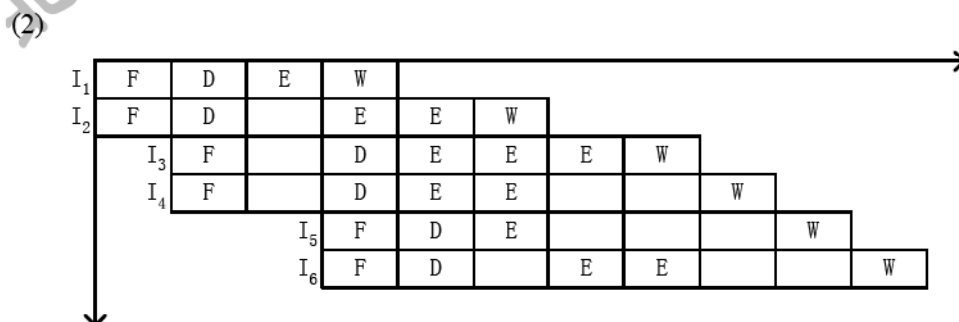 (2)
I₁ F D E W
I₂ F D E E W
I₃ F D E E E W
I₄ F D E E W
I₅ F D E W
I₆ F D E E W